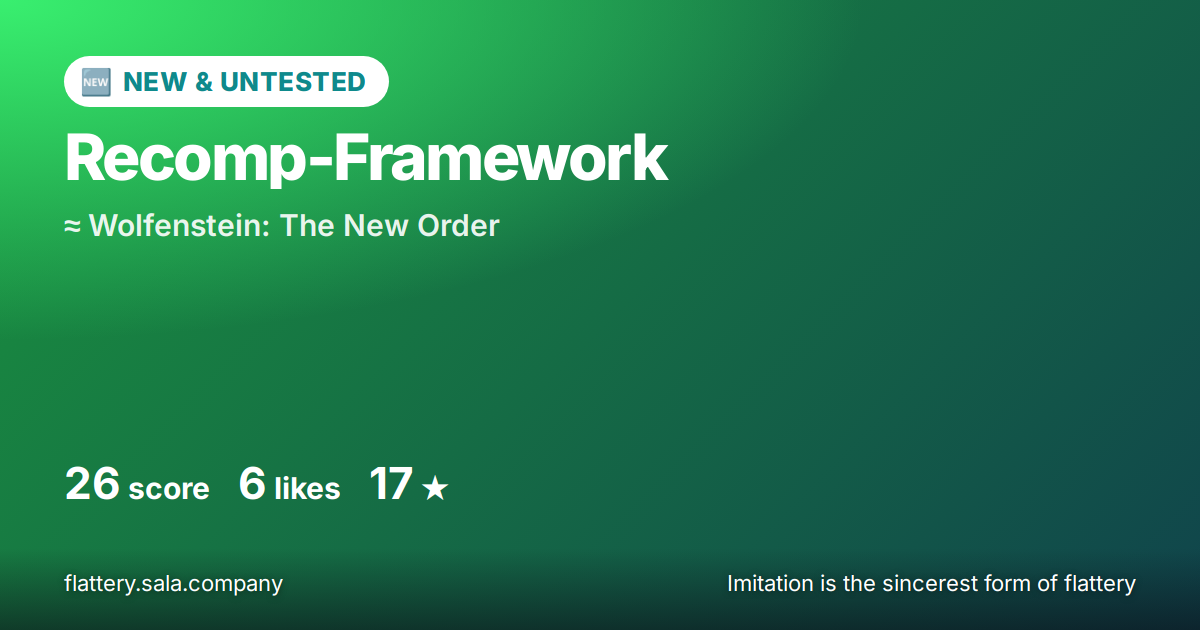 🆕 NEW & UNTESTED
Recomp-Framework
≈ Wolfenstein: The New Order
26 score 6 likes 17 ★
flattery.sala.company
Imitation is the sincerest form of flattery